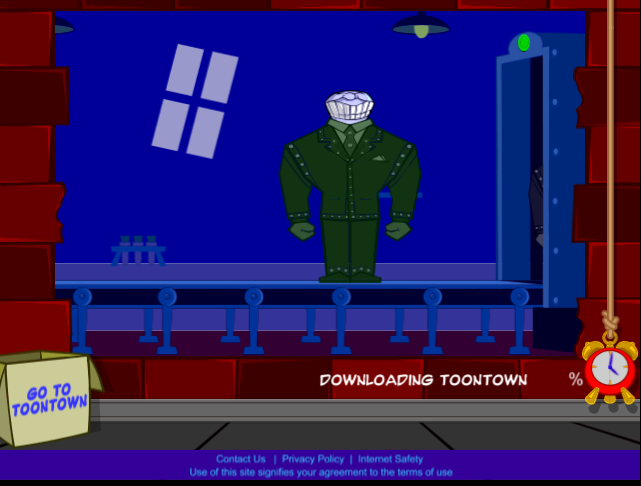 DOWNLOADING TOONTOWN %
GO TO
TOONTOWN
Contact Us | Privacy Policy | Internet Safety
Use of this site signifies your agreement to the terms of use